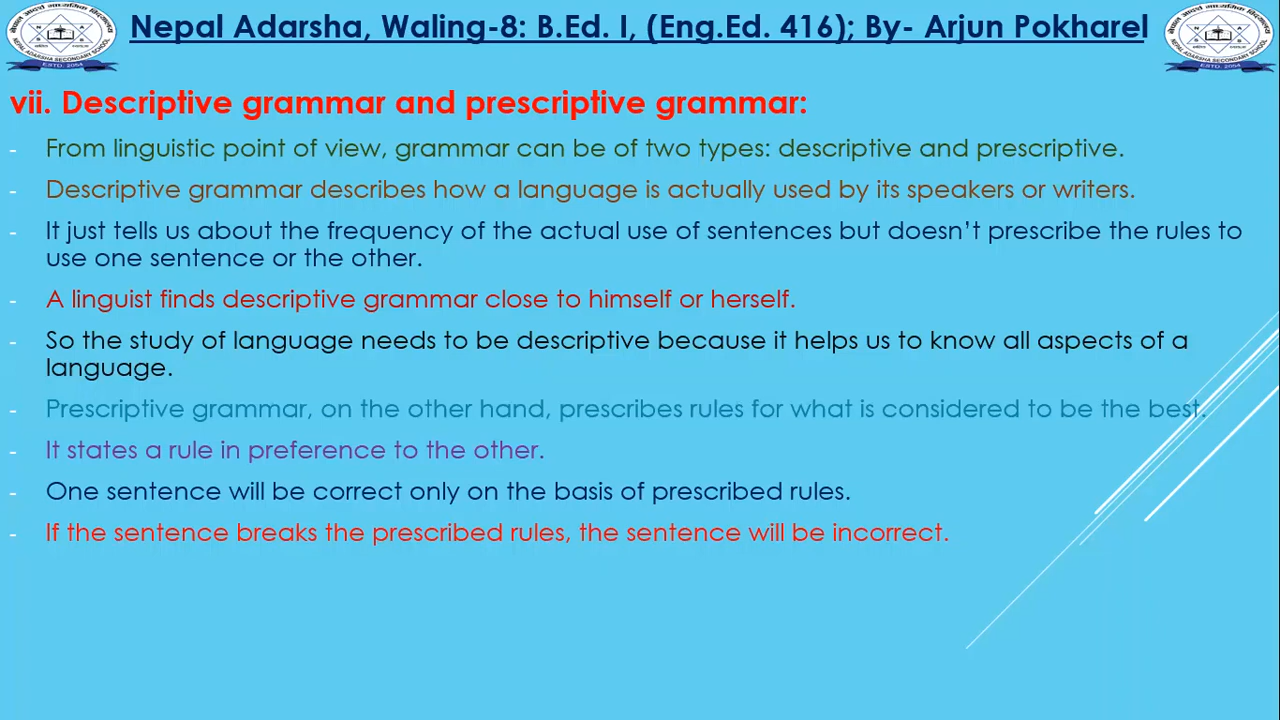 Nepal Adarsha, Waling-8: B.Ed. I, (Eng.Ed. 416); By- Arjun Pokharel
ESTD. 2054
ESTD. 2054
vii. Descriptive grammar and prescriptive grammar:
- From linguistic point of view, grammar can be of two types: descriptive and prescriptive.
- Descriptive grammar describes how a language is actually used by its speakers or writers.
- It just tells us about the frequency of the actual use of sentences but doesn’t prescribe the rules to
use one sentence or the other.
- A linguist finds descriptive grammar close to himself or herself.
- So the study of language needs to be descriptive because it helps us to know all aspects of a
language.
- Prescriptive grammar, on the other hand, prescribes rules for what is considered to be the best.
- It states a rule in preference to the other.
- One sentence will be correct only on the basis of prescribed rules.
- If the sentence breaks the prescribed rules, the sentence will be incorrect.